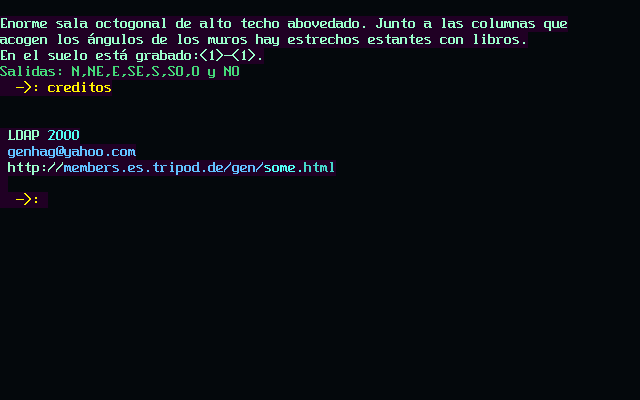 Enorme sala octogonal de alto techo abovedado. Junto a las columnas que
acogen los ángulos de los muros hay estrechos estantes con libros.
En el suelo está grabado:<1>-<1>.
Salidas: N,NE,E,SE,S,SO,O y NO
->: creditos
LDAP 2000
genhag@yahoo.com
http://members.es.tripod.de/gen/some.html
->: